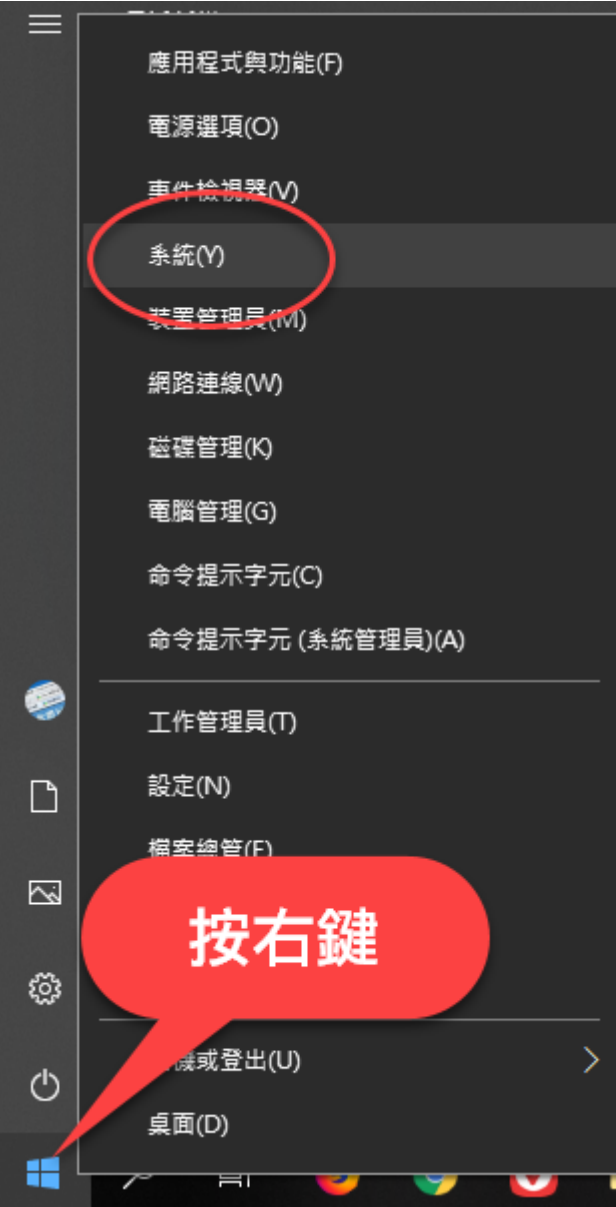 應用程式與功能(F)
電源選項(O)
事件檢視器(V)
系統(Y)
裝置管理員(M)
網路連線(W)
磁碟管理(K)
電腦管理(G)
命令提示字元(C)
命令提示字元 (系統管理員)(A)
工作管理員(T)
設定(N)
檔案總管(E)
按右鍵
機或登出(U)
桌面(D)